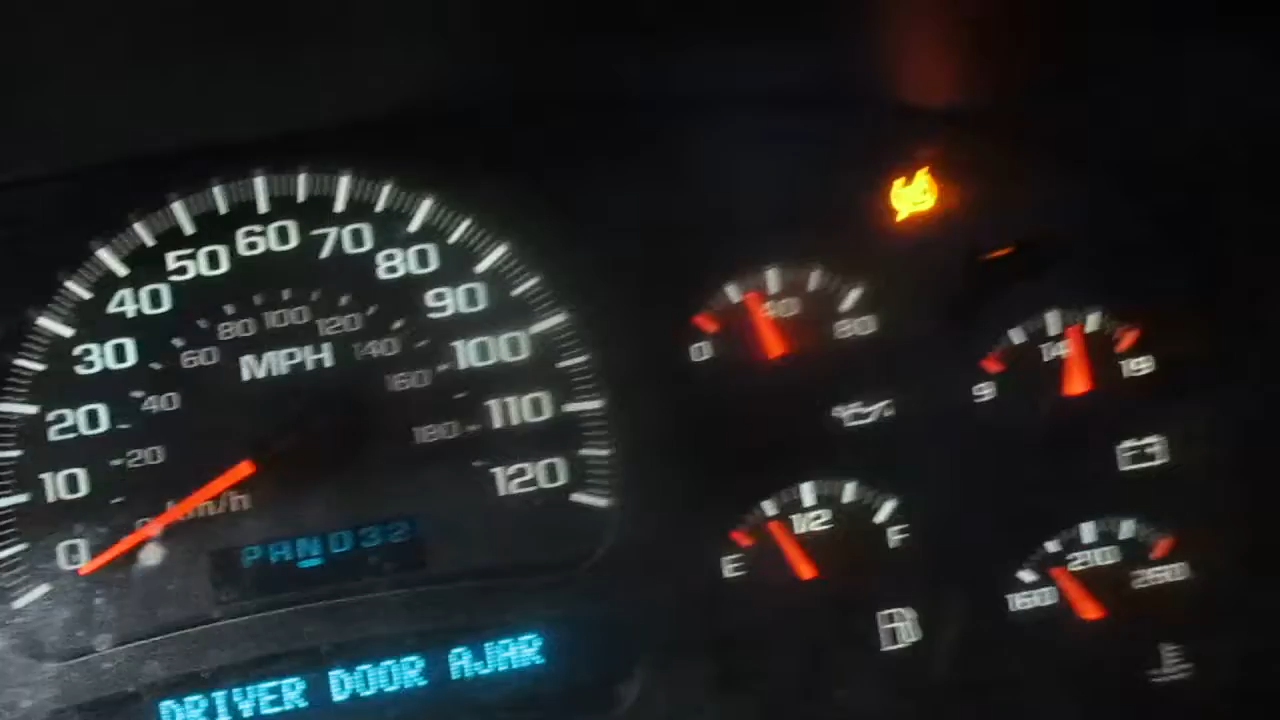 60
50 70
40 80
80 100 120
30 60 MPH 140 90
20 40 160 100
10 20 180 110
km/h 120
0
PRND32
DRIVER DOOR AJAR
0 40 80
9 14 19
E 1/2 F
160 210 260